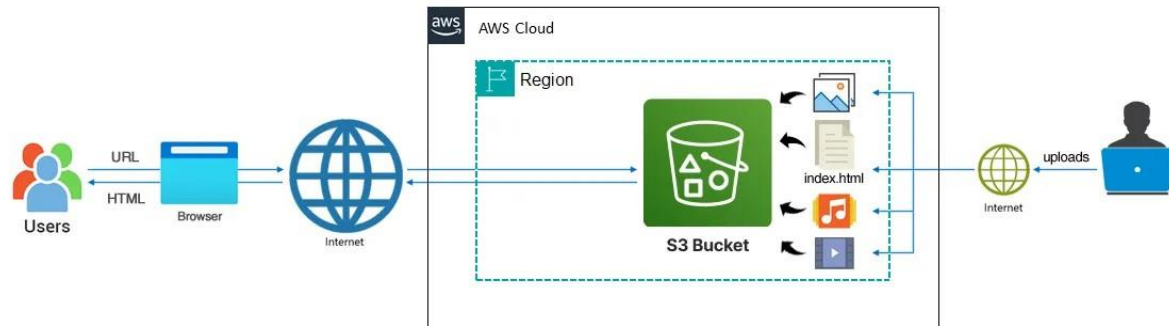 aws
AWS Cloud
Region
URL
HTML
Users
Browser
Internet
S3 Bucket
index.html
Internet
uploads